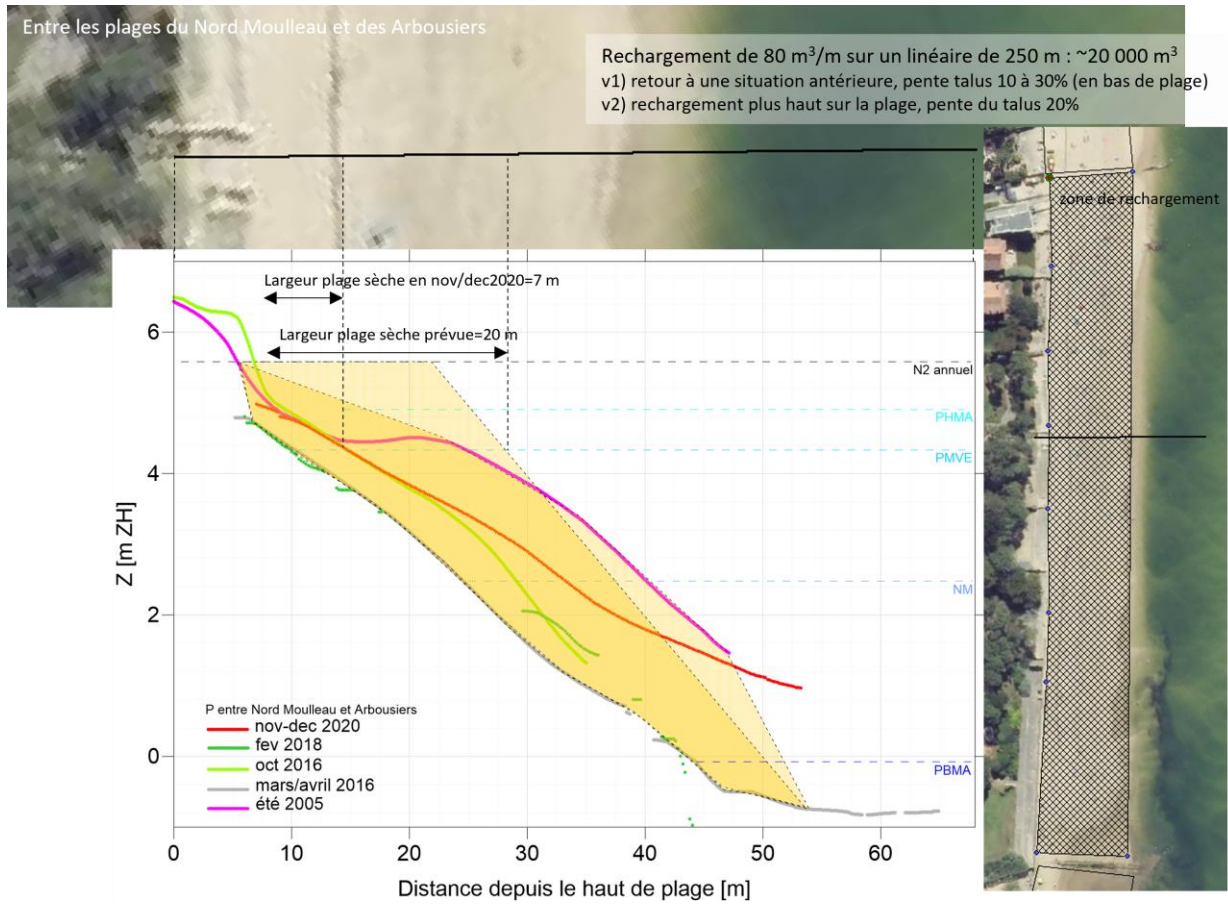 Entre les plages du Nord Moulleau et des Arbousiers
Rechargement de 80 m³/m sur un linéaire de 250 m : ~20 000 m³
v1) retour à une situation antérieure, pente talus 10 à 30% (en bas de plage)
v2) rechargement plus haut sur la plage, pente du talus 20%
zone de rechargement
Largeur plage sèche en nov/dec2020=7 m
Largeur plage sèche prévue=20 m
N2 annuel
PHMA
PMVE
NM
PBMA
Z [m ZH]
6
4
2
0
P entre Nord Moulleau et Arbousiers
nov-dec 2020
fev 2018
oct 2016
mars/avril 2016
été 2005
0 10 20 30 40 50 60
Distance depuis le haut de plage [m]